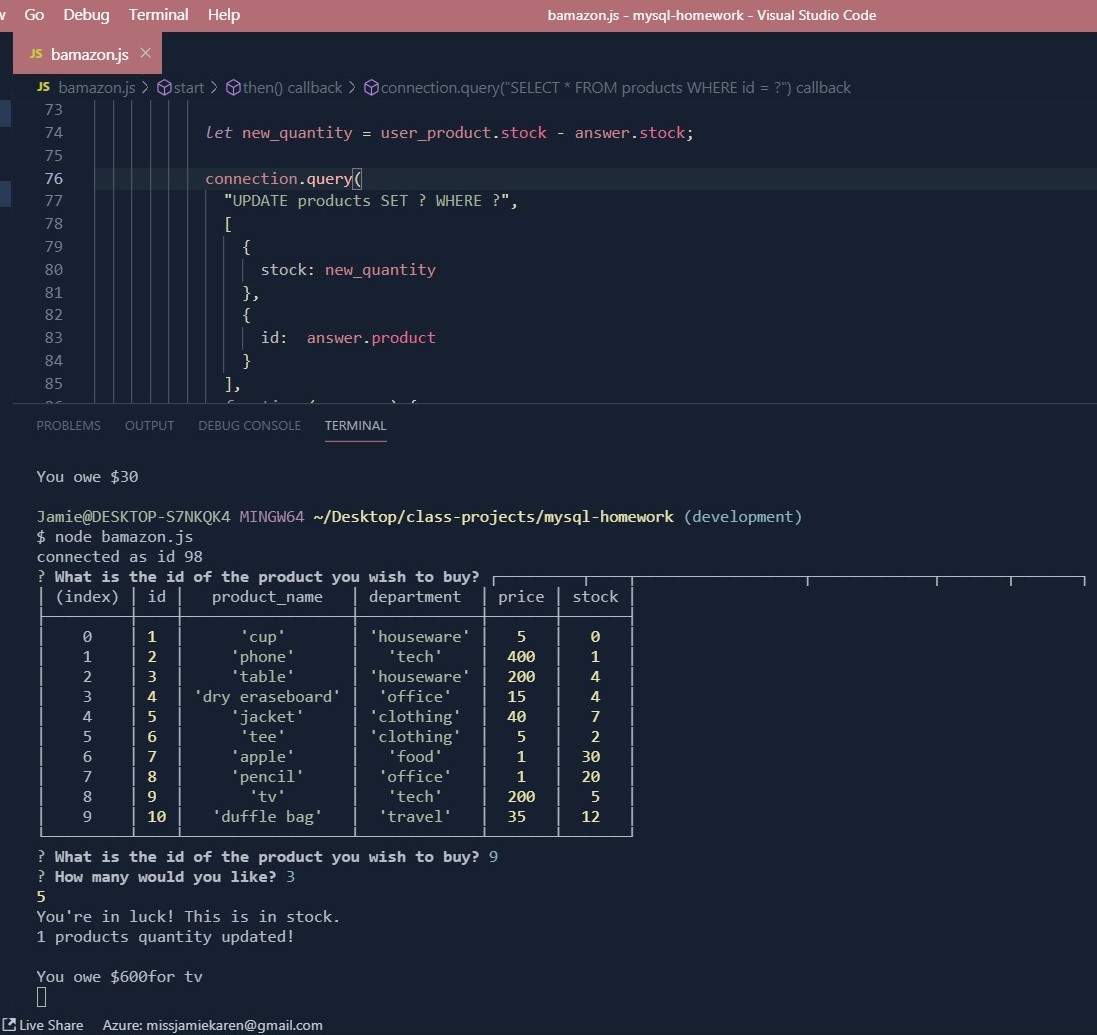 Go Debug Terminal Help bamazon.js - mysql-homework - Visual Studio Code
JS bamazon.js ×
JS bamazon.js > start > then() callback > connection.query("SELECT * FROM products WHERE id = ?") callback
73
74 let new_quantity = user_product.stock - answer.stock;
75
76 connection.query(
77 "UPDATE products SET ? WHERE ?",
78 [
79 {
80 stock: new_quantity
81 },
82 {
83 id: answer.product
84 }
85 ],
PROBLEMS OUTPUT DEBUG CONSOLE TERMINAL
You owe $30
Jamie@DESKTOP-S7NKQK4 MINGW64 ~/Desktop/class-projects/mysql-homework (development)
$ node bamazon.js
connected as id 98
? What is the id of the product you wish to buy?
(index) id product_name department price stock
0 1 'cup' 'houseware' 5 0
1 2 'phone' 'tech' 400 1
2 3 'table' 'houseware' 200 4
3 4 'dry eraseboard' 'office' 15 4
4 5 'jacket' 'clothing' 40 7
5 6 'tee' 'clothing' 5 2
6 7 'apple' 'food' 1 30
7 8 'pencil' 'office' 1 20
8 9 'tv' 'tech' 200 5
9 10 'duffle bag' 'travel' 35 12
? What is the id of the product you wish to buy? 9
? How many would you like? 3
5
You're in luck! This is in stock.
1 products quantity updated!
You owe $600for tv
Live Share Azure: missjamiekaren@gmail.com